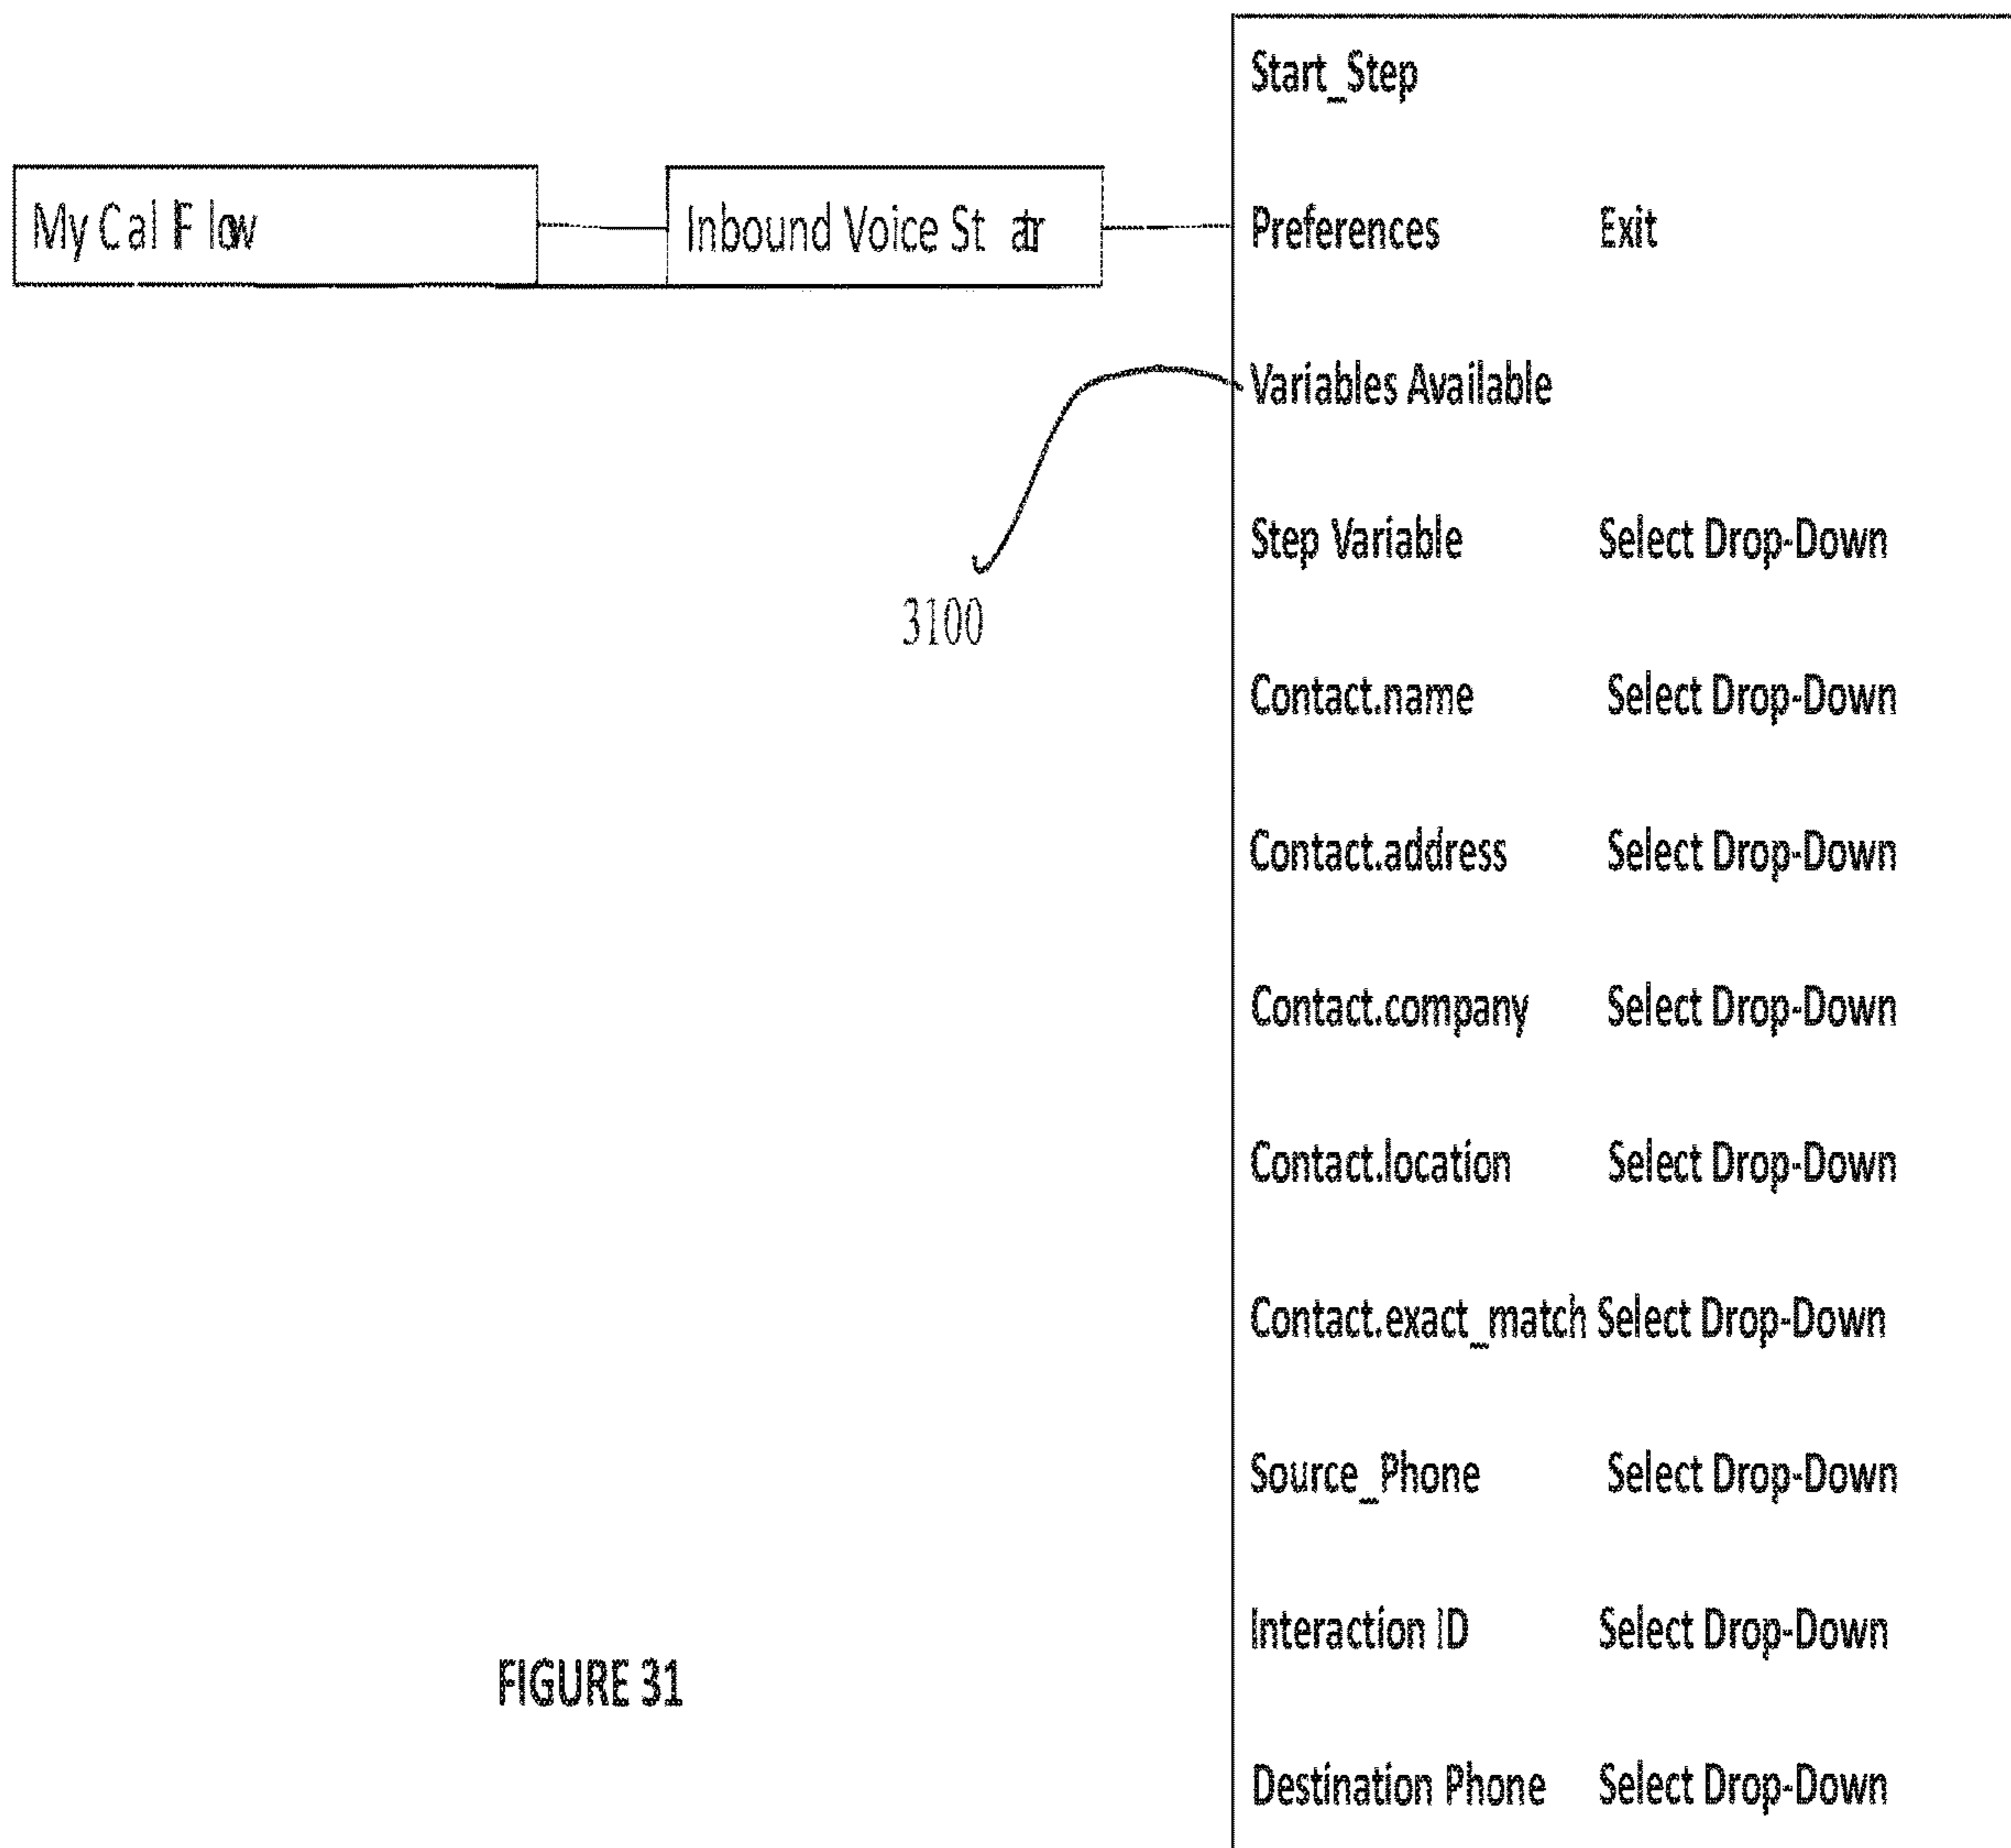 Start_Step
My Cal lF low
Inbound Voice St atr
Preferences Exit
Variables Available
Step Variable Select Drop-Down
3100
Contact.name Select Drop-Down
Contact.address Select Drop-Down
Contact.company Select Drop-Down
Contact.location Select Drop-Down
Contact.exact_match Select Drop-Down
Source_Phone Select Drop-Down
Interaction ID Select Drop-Down
FIGURE 31
Destination Phone Select Drop-Down